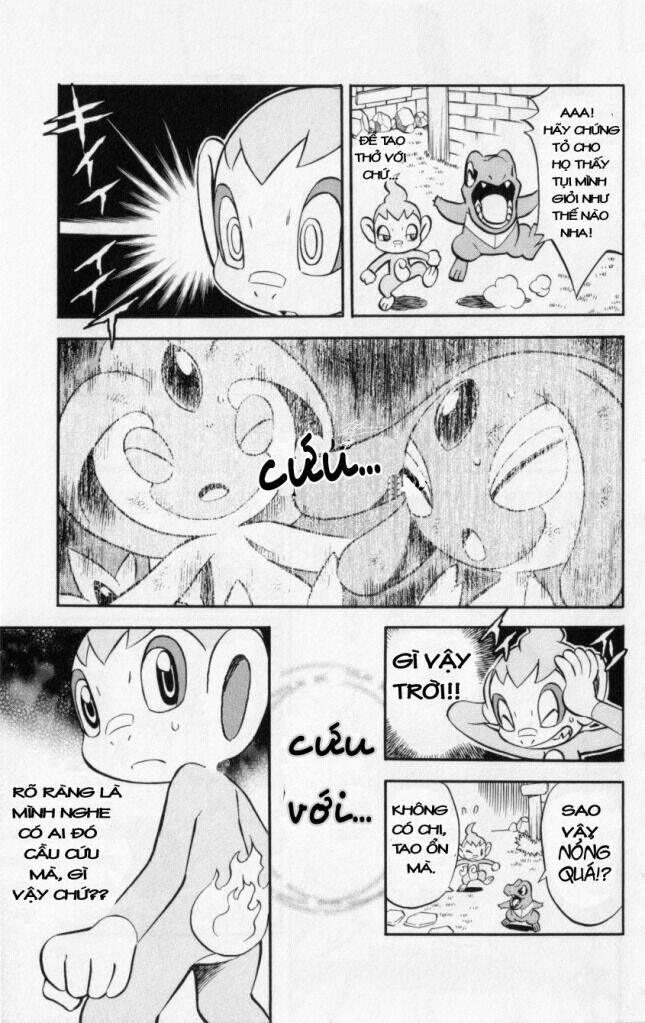 AAA!
HÃY CHỨNG
TỎ CHO
HỌ THẤY
TỤI MÌNH
GIỎI NHƯ
THẾ NÀO
NHA!
ĐỂ TAO
THỞ VỚI
CHỨ...
CỨU...
GÌ VẬY
TRỜI!!
SAO
VẬY
NỎNG
QUÁ!?
KHÔNG
CÓ CHI,
TAO ỔN
MÀ.
CỨU
VỚI...
RÕ RÀNG LÀ
MÌNH NGHE
CÓ AI ĐÓ
CẦU CỨU
MÀ, GÌ
VẬY CHỨ??